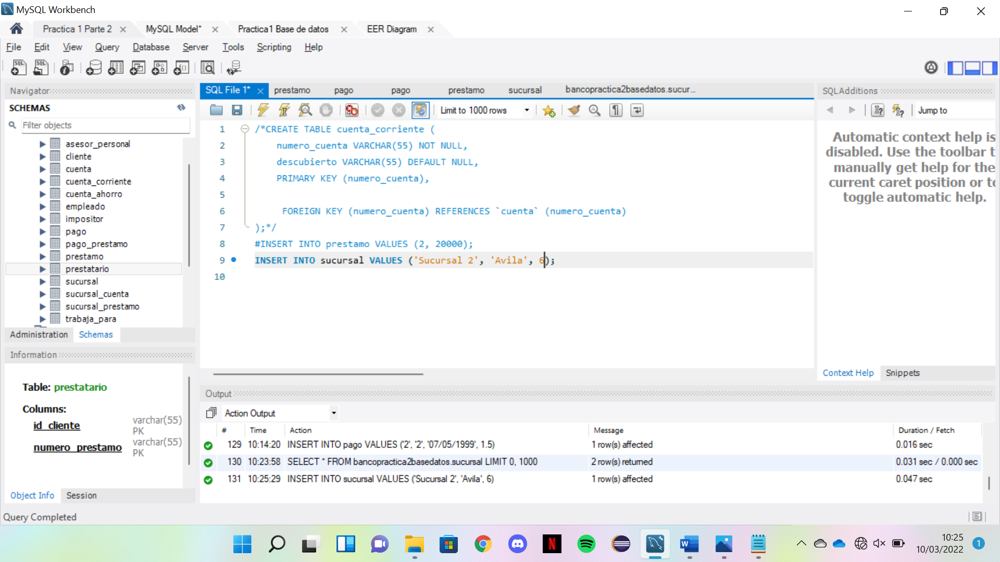 MySQL Workbench
Practica 1 Parte 2
MySQL Model*
Practica1 Base de datos
EER Diagram
File Edit View Query Database Server Tools Scripting Help
Navigator
SCHEMAS
Filter objects
asesor_personal
cliente
cuenta
cuenta_corriente
cuenta_ahorro
empleado
impositor
pago
pago_prestamo
prestamo
prestatario
sucursal
sucursal_cuenta
sucursal_prestamo
trabaja_para
Administration Schemas
Information
Table: prestatario
Columns:
id_cliente varchar(55)
PK
numero_prestamo varchar(55)
PK
Object Info Session
Query Completed
SQL File 1* prestamo pago pago prestamo sucursal bancopractica2basedatos.sucur...
Limit to 1000 rows
1 /*CREATE TABLE cuenta_corriente (
2 numero_cuenta VARCHAR(55) NOT NULL,
3 descubierto VARCHAR(55) DEFAULT NULL,
4 PRIMARY KEY (numero_cuenta),
5
6 FOREIGN KEY (numero_cuenta) REFERENCES `cuenta` (numero_cuenta)
7 );*/
8 #INSERT INTO prestamo VALUES (2, 20000);
9 INSERT INTO sucursal VALUES ('Sucursal 2', 'Avila', 6);
10
SQLAdditions
Jump to
Automatic context help is
disabled. Use the toolbar t
manually get help for the
current caret position or to
toggle automatic help.
Context Help Snippets
Output
Action Output
# Time Action Message Duration / Fetch
129 10:14:20 INSERT INTO pago VALUES ('2', '2', '07/05/1999', 1.5) 1 row(s) affected 0.016 sec
130 10:23:58 SELECT * FROM bancopractica2basedatos.sucursal LIMIT 0, 1000 2 row(s) returned 0.031 sec / 0.000 sec
131 10:25:29 INSERT INTO sucursal VALUES ('Sucursal 2', 'Avila', 6) 1 row(s) affected 0.047 sec
10:25
10/03/2022
1